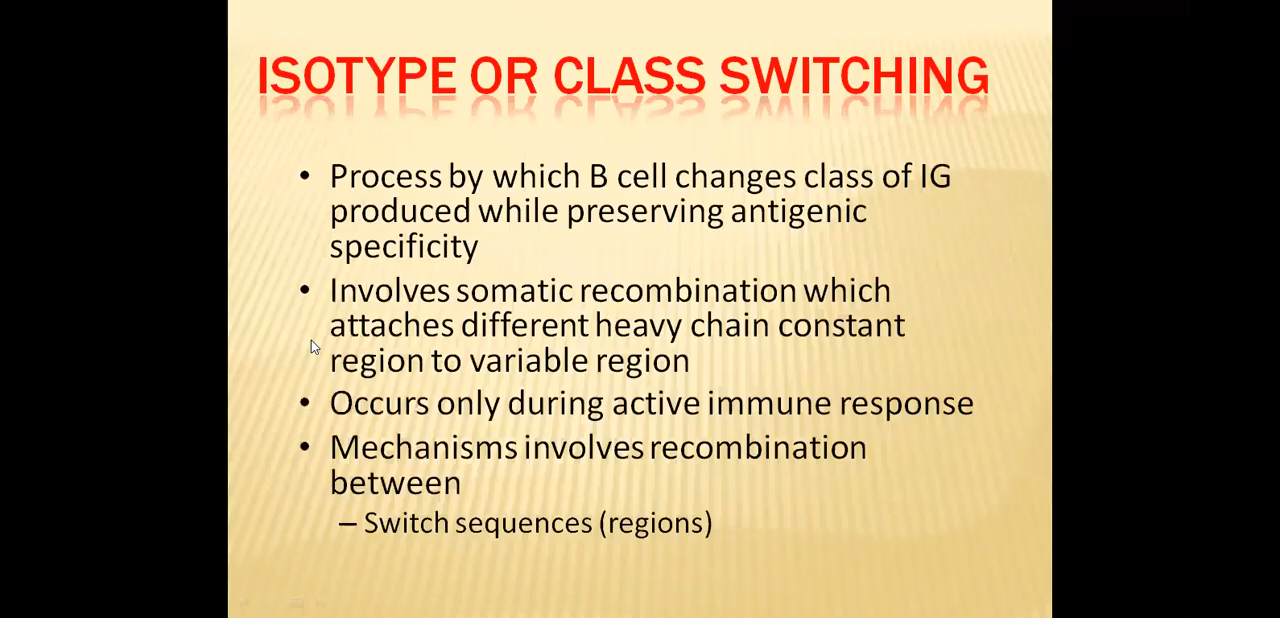 ISOTYPE OR CLASS SWITCHING
• Process by which B cell changes class of IG
produced while preserving antigenic
specificity
• Involves somatic recombination which
attaches different heavy chain constant
region to variable region
• Occurs only during active immune response
• Mechanisms involves recombination
between
– Switch sequences (regions)